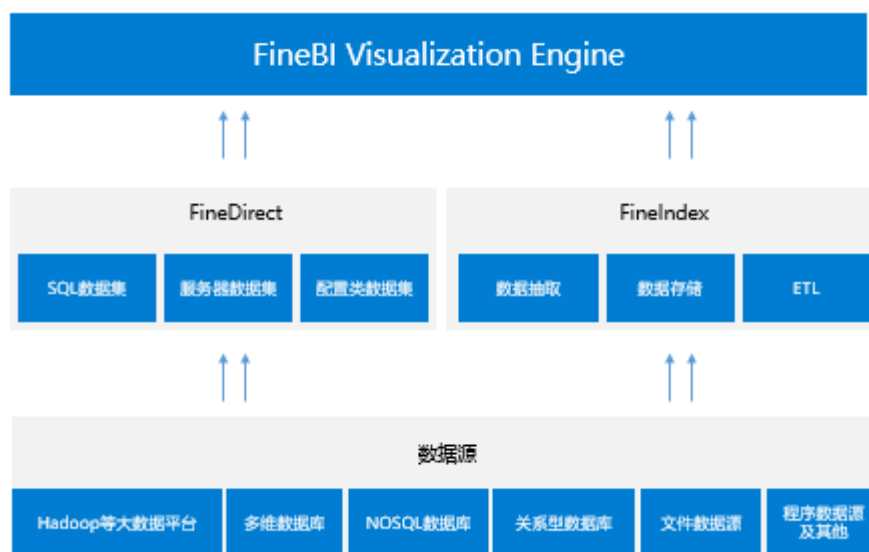 FineBI Visualization Engine
FineDirect
FineIndex
SQL数据集
服务器数据集
配置类数据集
数据抽取
数据存储
ETL
数据源
Hadoop等大数据平台
多维数据库
NOSQL数据库
关系型数据库
文件数据源
程序数据源
及其他